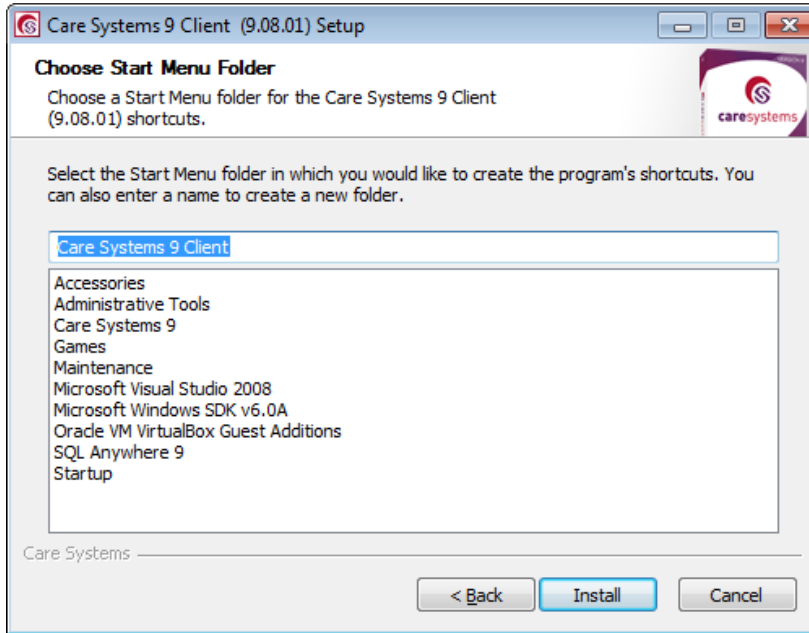 Care Systems 9 Client (9.08.01) Setup
Choose Start Menu Folder
Choose a Start Menu folder for the Care Systems 9 Client
(9.08.01) shortcuts.
caresystems
Select the Start Menu folder in which you would like to create the program's shortcuts. You
can also enter a name to create a new folder.
Care Systems 9 Client
Accessories
Administrative Tools
Care Systems 9
Games
Maintenance
Microsoft Visual Studio 2008
Microsoft Windows SDK v6.0A
Oracle VM VirtualBox Guest Additions
SQL Anywhere 9
Startup
Care Systems
< Back
Install
Cancel